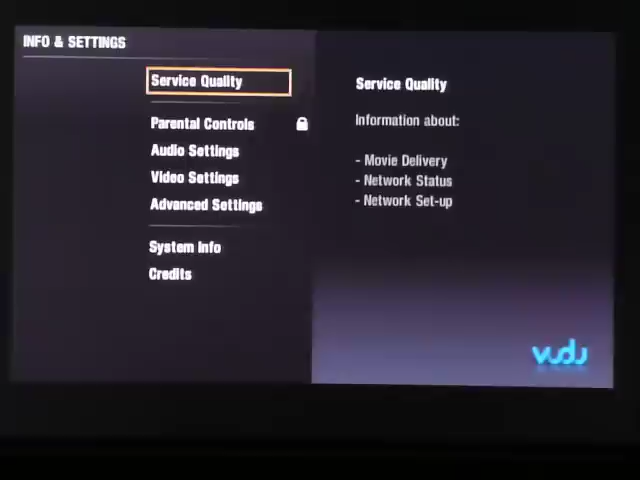 INFO & SETTINGS
Service Quality
Parental Controls
Audio Settings
Video Settings
Advanced Settings
System Info
Credits
Service Quality
Information about:
- Movie Delivery
- Network Status
- Network Set-up
vudu